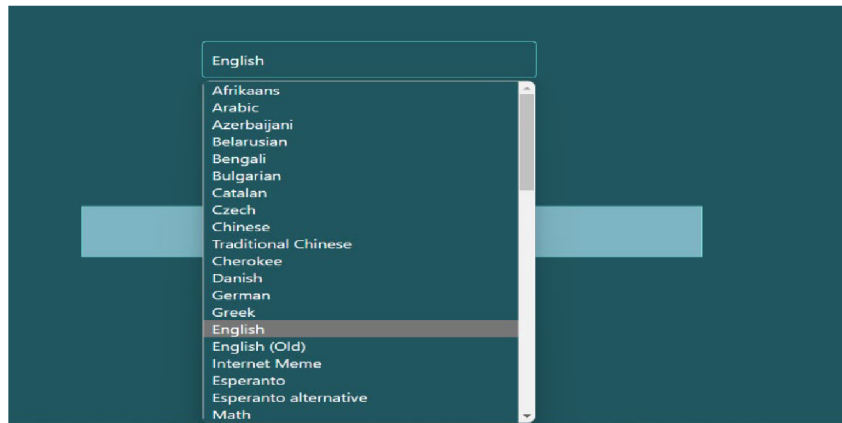 English
Afrikaans
Arabic
Azerbaijani
Belarusian
Bengali
Bulgarian
Catalan
Czech
Chinese
Traditional Chinese
Cherokee
Danish
German
Greek
English
English (Old)
Internet Meme
Esperanto
Esperanto alternative
Math